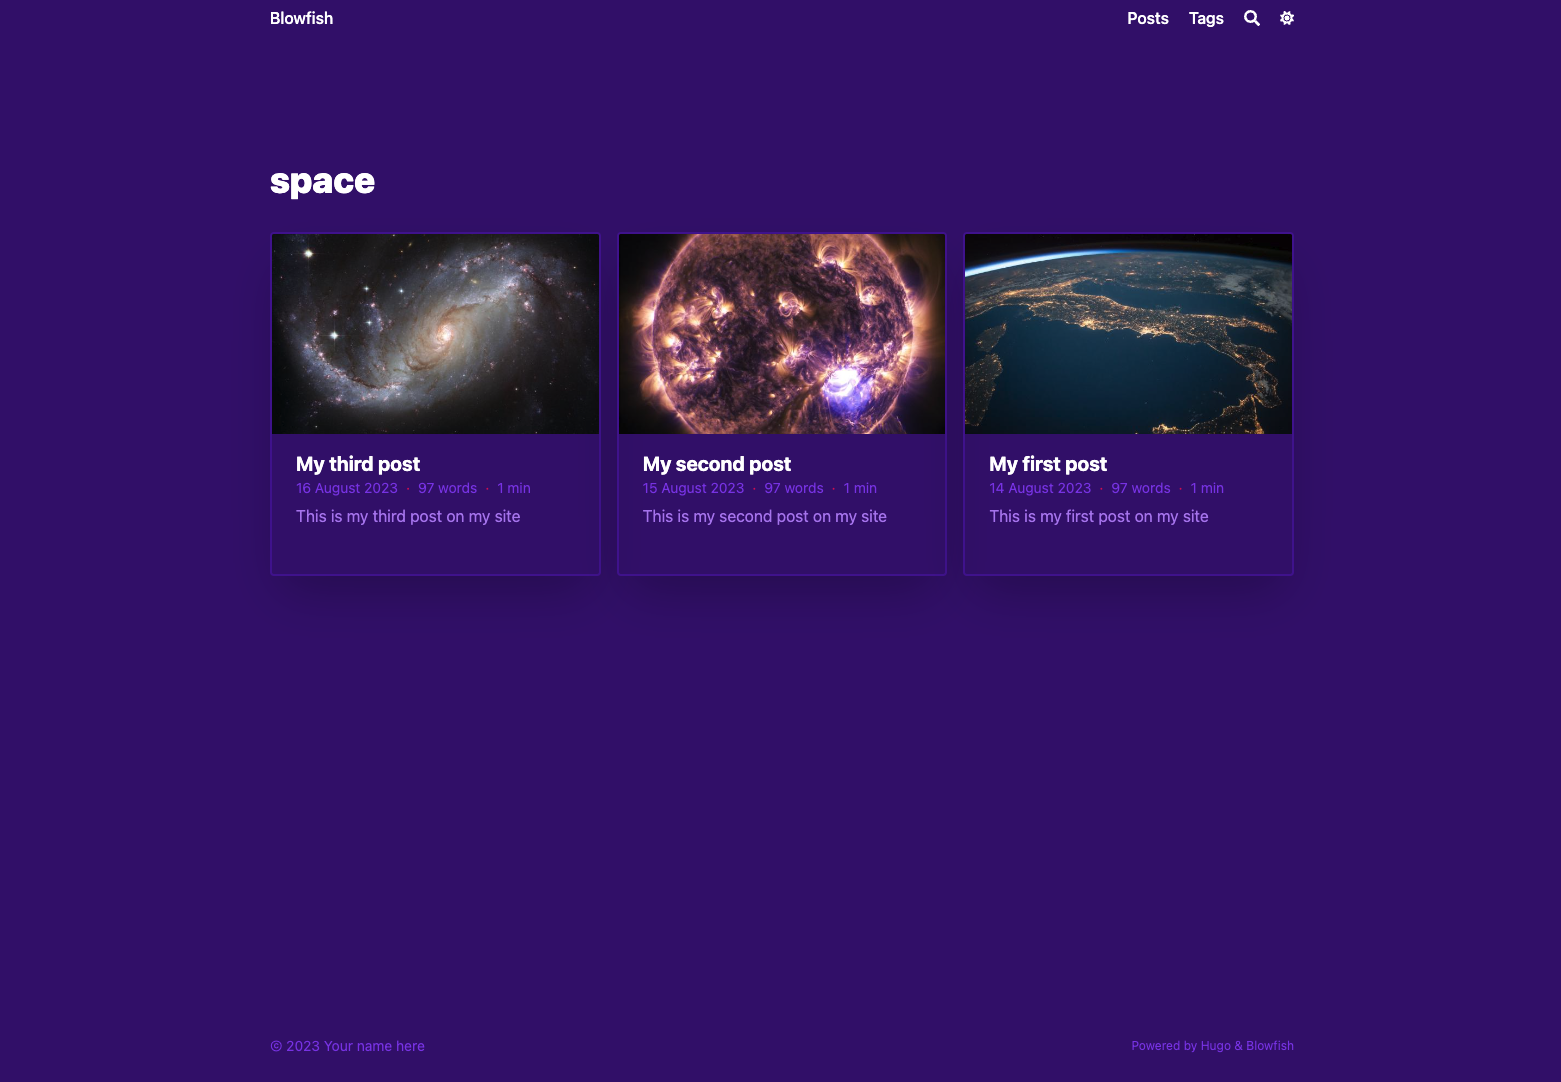 Blowfish
Posts Tags
space
My third post
16 August 2023 · 97 words · 1 min
This is my third post on my site
My second post
15 August 2023 · 97 words · 1 min
This is my second post on my site
My first post
14 August 2023 · 97 words · 1 min
This is my first post on my site
© 2023 Your name here
Powered by Hugo & Blowfish